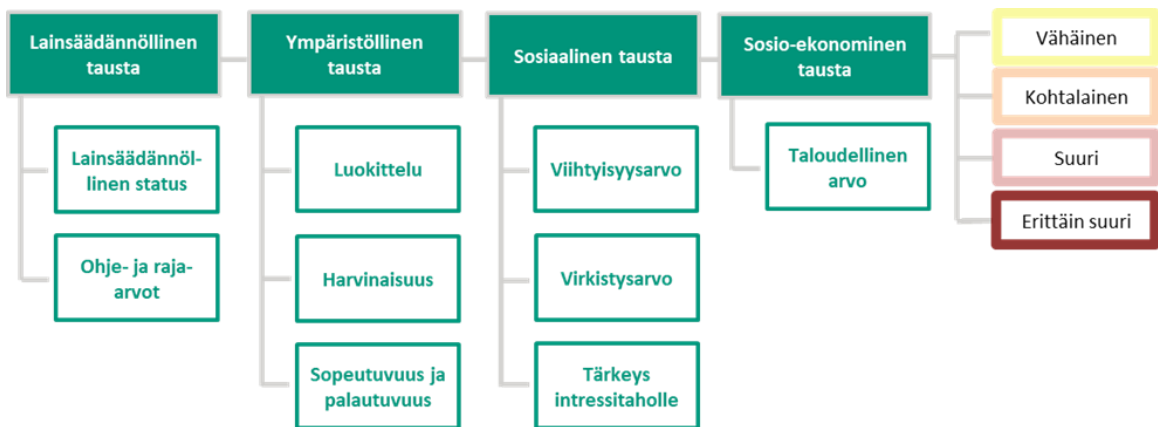 Lainsäädännöllinen
tausta
Lainsäädännöl-
linen status
Ohje- ja raja-
arvot
Ympäristöllinen
tausta
Luokittelu
Harvinaisuus
Sopeutuvuus ja
palautuvuus
Sosiaalinen tausta
Viihtyisyysarvo
Virkistysarvo
Tärkeys
intressitaholle
Sosio-ekonominen
tausta
Taloudellinen
arvo
Vähäinen
Kohtalainen
Suuri
Erittäin suuri